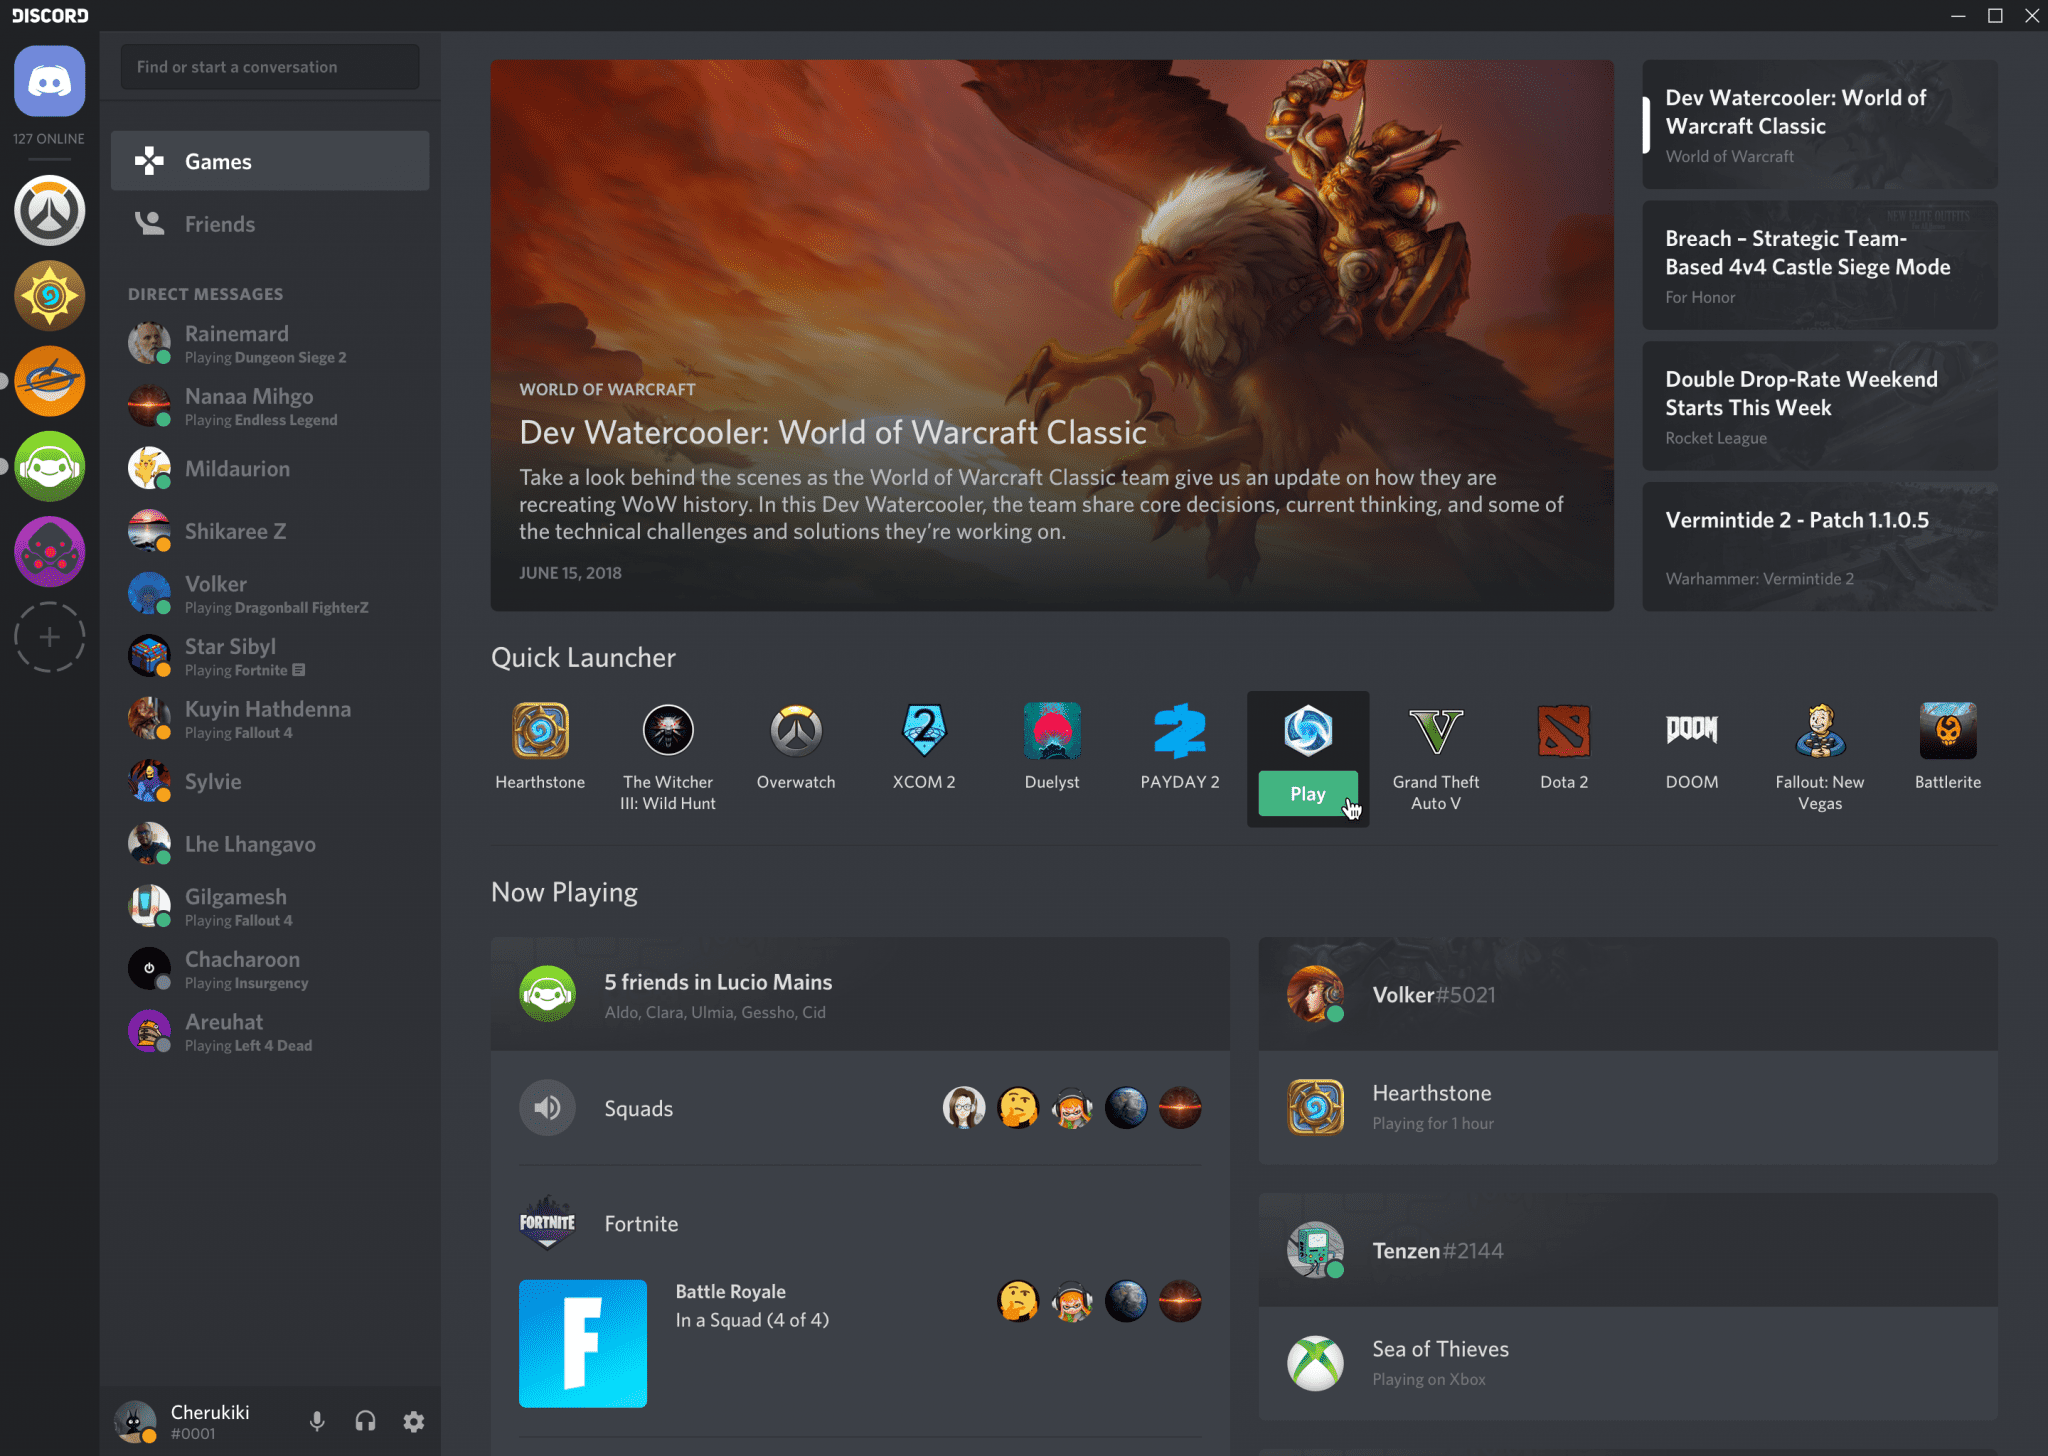 DISCORD
127 ONLINE
Find or start a conversation
Games
Friends
DIRECT MESSAGES
Rainemard
Playing Dungeon Siege 2
Nanaa Mihgo
Playing Endless Legend
Mildaurion
Shikaree Z
Volker
Playing Dragonball FighterZ
Star Sibyl
Playing Fortnite
Kuyin Hathdenna
Playing Fallout 4
Sylvie
Lhe Lhangavo
Gilgamesh
Playing Fallout 4
Chacharoon
Playing Insurgency
Areuhat
Playing Left 4 Dead
Cherukiki
#0001
WORLD OF WARCRAFT
Dev Watercooler: World of Warcraft Classic
Take a look behind the scenes as the World of Warcraft Classic team give us an update on how they are
recreating WoW history. In this Dev Watercooler, the team share core decisions, current thinking, and some of
the technical challenges and solutions they’re working on.
JUNE 15, 2018
Dev Watercooler: World of
Warcraft Classic
World of Warcraft
NEW ELITE OUTFITS
Breach – Strategic Team-
Based 4v4 Castle Siege Mode
For Honor
Double Drop-Rate Weekend
Starts This Week
Rocket League
Vermintide 2 - Patch 1.1.0.5
Warhammer: Vermintide 2
Quick Launcher
Hearthstone
The Witcher
III: Wild Hunt
Overwatch
2
XCOM 2
Duelyst
PAYDAY 2
Play
V
Grand Theft
Auto V
Dota 2
DOOM
DOOM
Fallout: New
Vegas
Battlerite
Now Playing
5 friends in Lucio Mains
Aldo, Clara, Ulmia, Gessho, Cid
Squads
FORTNITE
Fortnite
F
Battle Royale
In a Squad (4 of 4)
Volker#5021
Hearthstone
Playing for 1 hour
Tenzen#2144
Sea of Thieves
Playing on Xbox